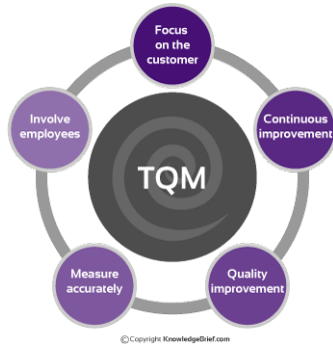 Focus
on the
customer
Continuous
improvement
Quality
improvement
Measure
accurately
Involve
employees
TQM
©Copyright KnowledgeBrief.com